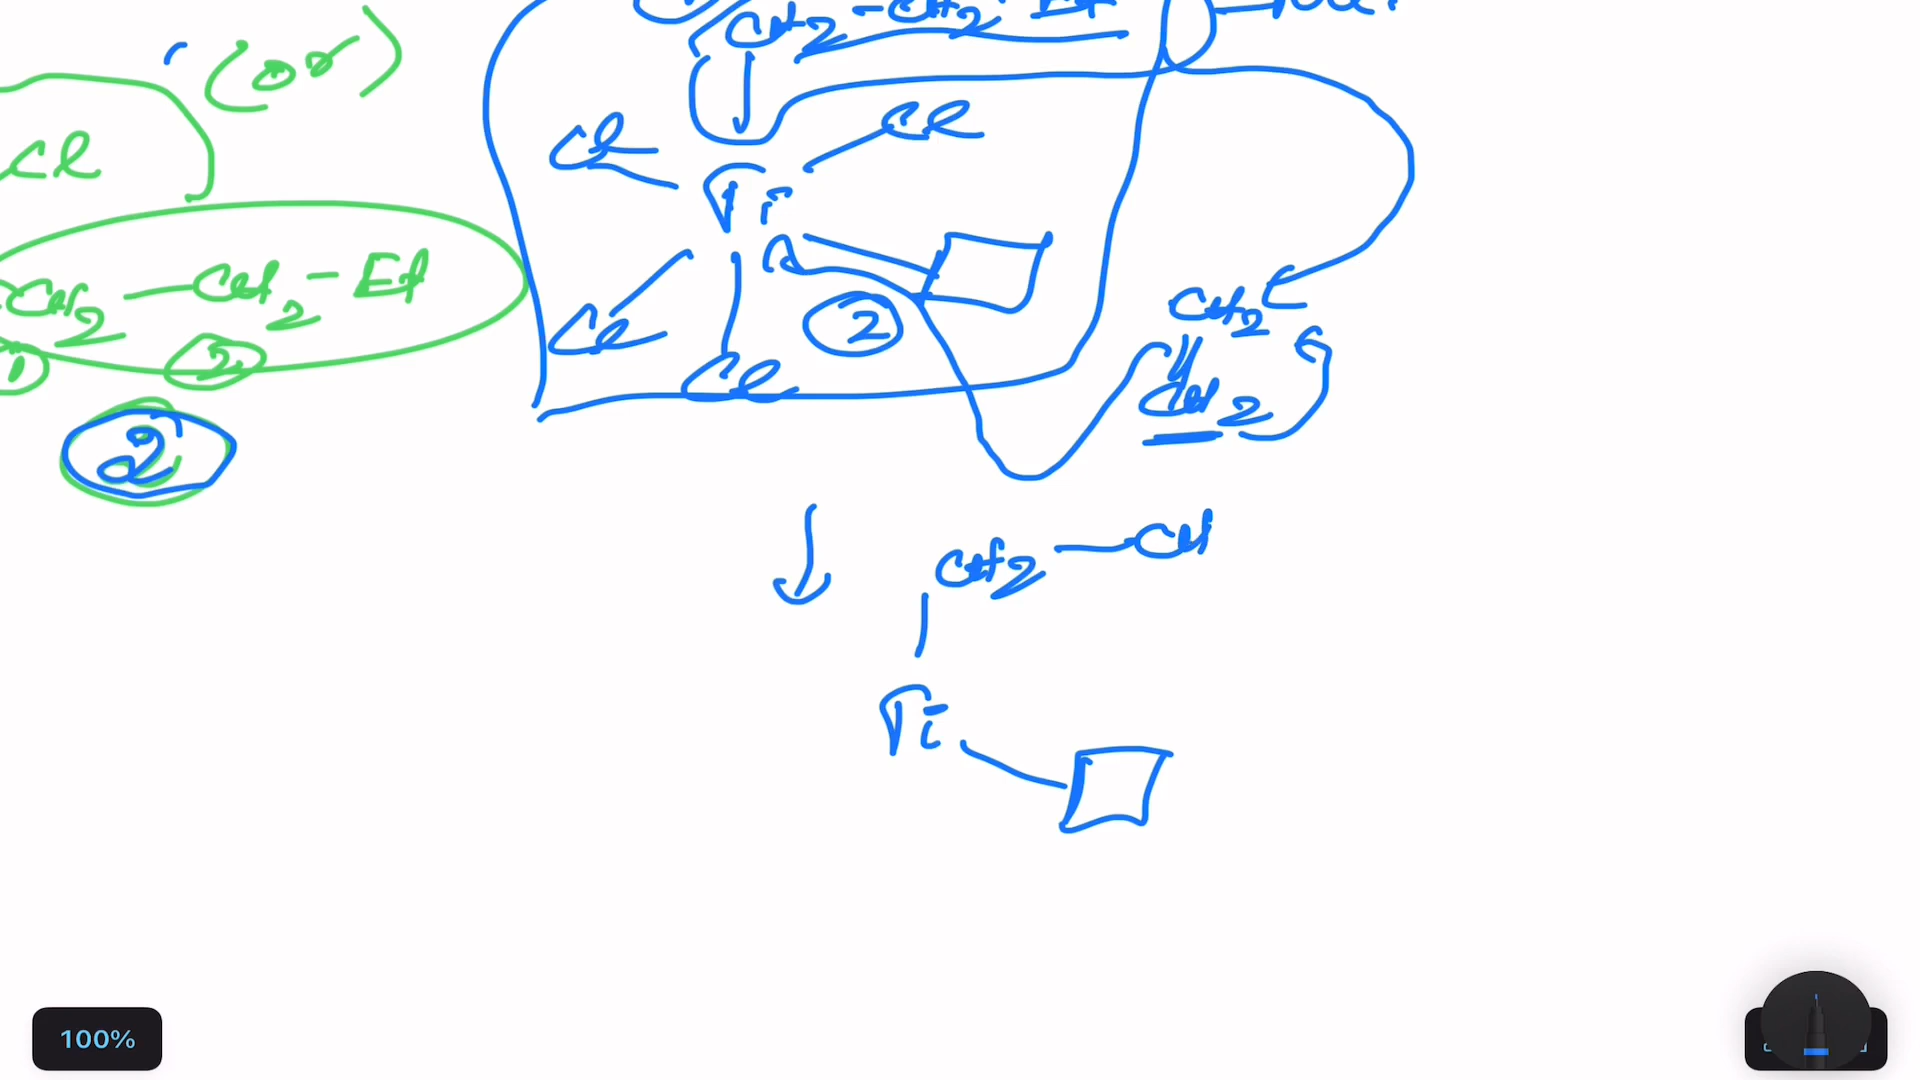 CH2 - CH2 - Et
(or)
Cl
Cl
Cl
Ti
CH2 — CH2 - Et
CH2
2
Cl
2
1
Cl
CH2
2
CH2 — CH
Ti
100%